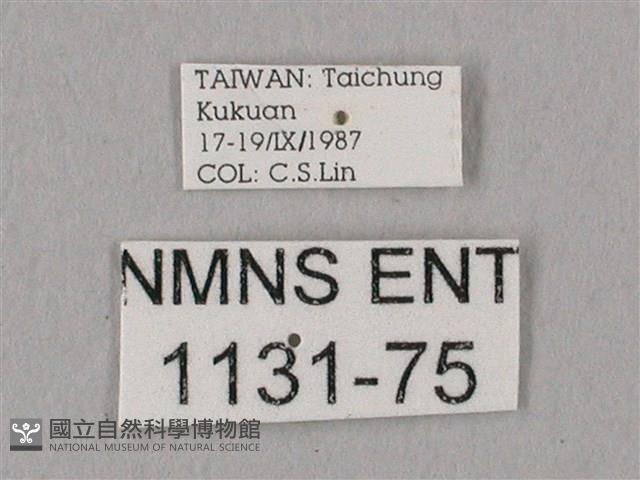 TAIWAN: Taichung
Kukuan
17-19/IX/1987
COL: C.S.Lin
NMNS ENT
1131-75
國立自然科學博物館
NATIONAL MUSEUM OF NATURAL SCIENCE